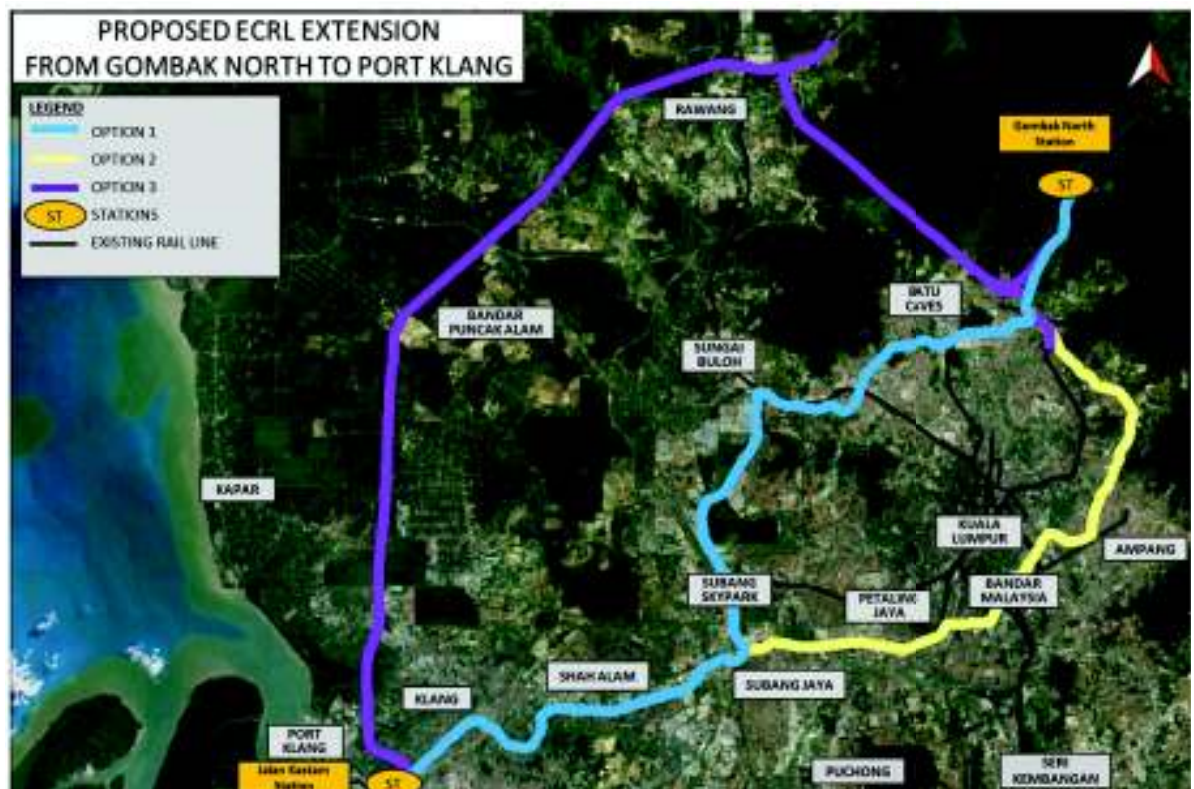 PROPOSED ECRL EXTENSION
FROM GOMBAK NORTH TO PORT KLANG
LEGEND
OPTION 1
OPTION 2
OPTION 3
ST STATIONS
EXISTING RAIL LINE
RAWANG
Gombak North
Station
ST
BATU
CAVES
BANDAR
PUNCAK ALAM
SUNGAI
BULOH
KAPAR
KUALA
LUMPUR
AMPANG
SUBANG
SKYPARK
PETALING
JAYA
BANDAR
MALAYSIA
SHAH ALAM
SUBANG JAYA
KLANG
PORT
KLANG
Jalan Kastam
Station
ST
PUCHONG
SERI
KEMBANGAN